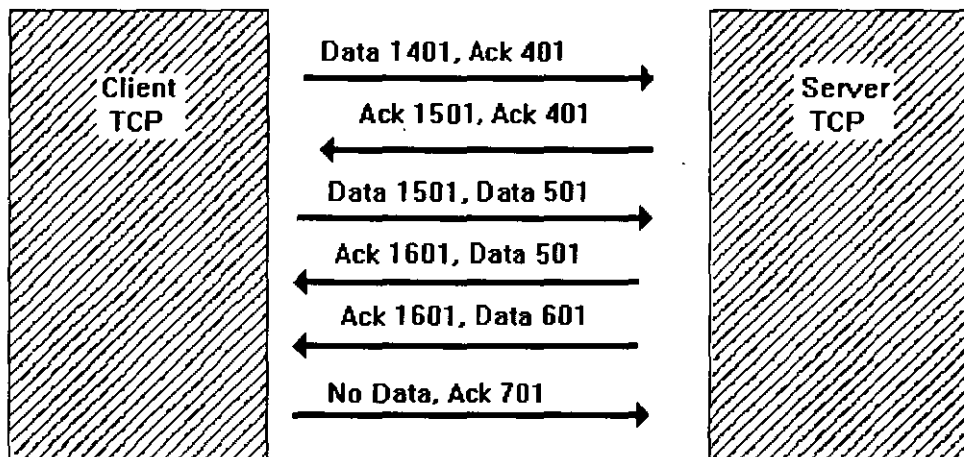 Client
TCP
Server
TCP
Data 1401, Ack 401
Ack 1501, Ack 401
Data 1501, Data 501
Ack 1601, Data 501
Ack 1601, Data 601
No Data, Ack 701